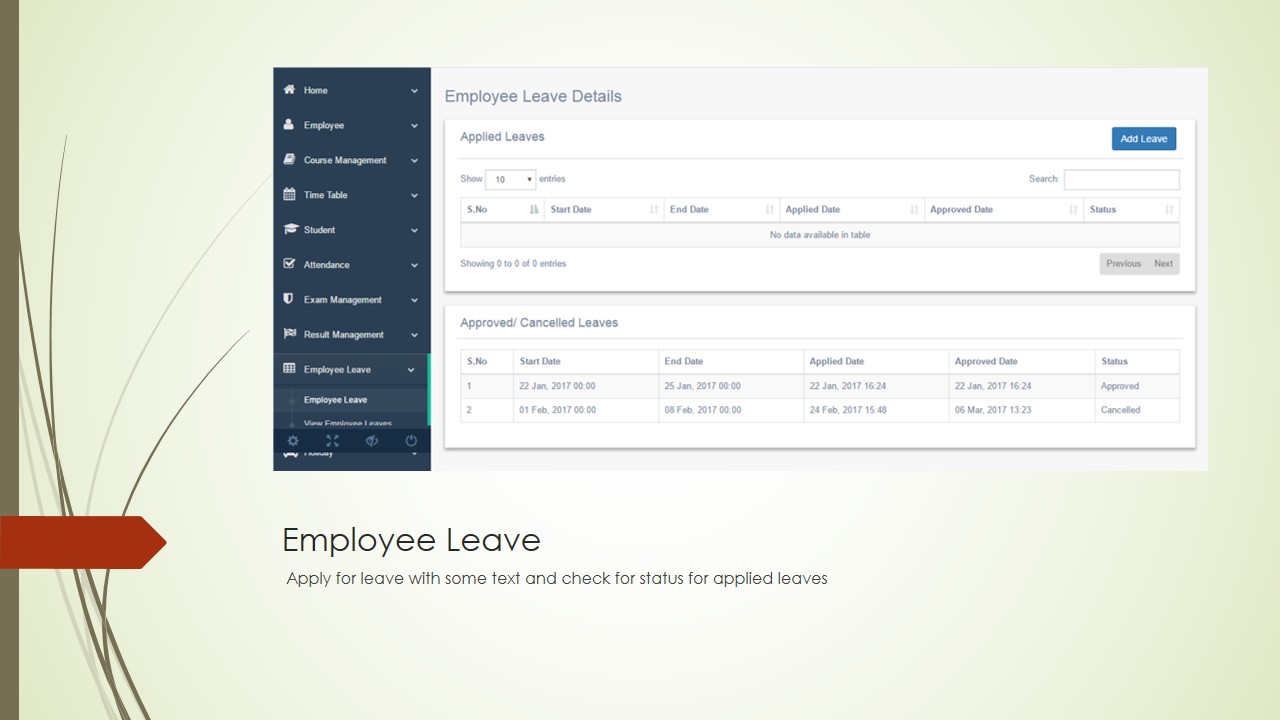 Home
Employee
Course Management
Time Table
Student
Attendance
Exam Management
Result Management
Employee Leave
Employee Leave
View Employee Leaves
Holiday
Employee Leave Details
Applied Leaves
Add Leave
Show 10 entries Search:
S.No Start Date End Date Applied Date Approved Date Status
No data available in table
Showing 0 to 0 of 0 entries Previous Next
Approved/ Cancelled Leaves
S.No Start Date End Date Applied Date Approved Date Status
1 22 Jan, 2017 00:00 25 Jan, 2017 00:00 22 Jan, 2017 16:24 22 Jan, 2017 16:24 Approved
2 01 Feb, 2017 00:00 08 Feb, 2017 00:00 24 Feb, 2017 15:48 06 Mar, 2017 13:23 Cancelled
Employee Leave
Apply for leave with some text and check for status for applied leaves